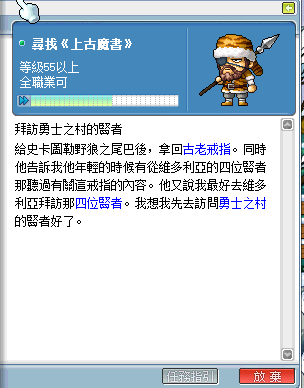 尋找《上古魔書》
等級55以上
全職業可
拜訪勇士之村的賢者
給史卡圖勒野狼之尾巴後，拿回古老戒指。同時
他告訴我他年輕的時候有從維多利亞的四位賢者
那聽過有關這戒指的內容。他又說我最好去維多
利亞拜訪那四位賢者。我想我先去訪問勇士之村
的賢者好了。
任務指引
放棄